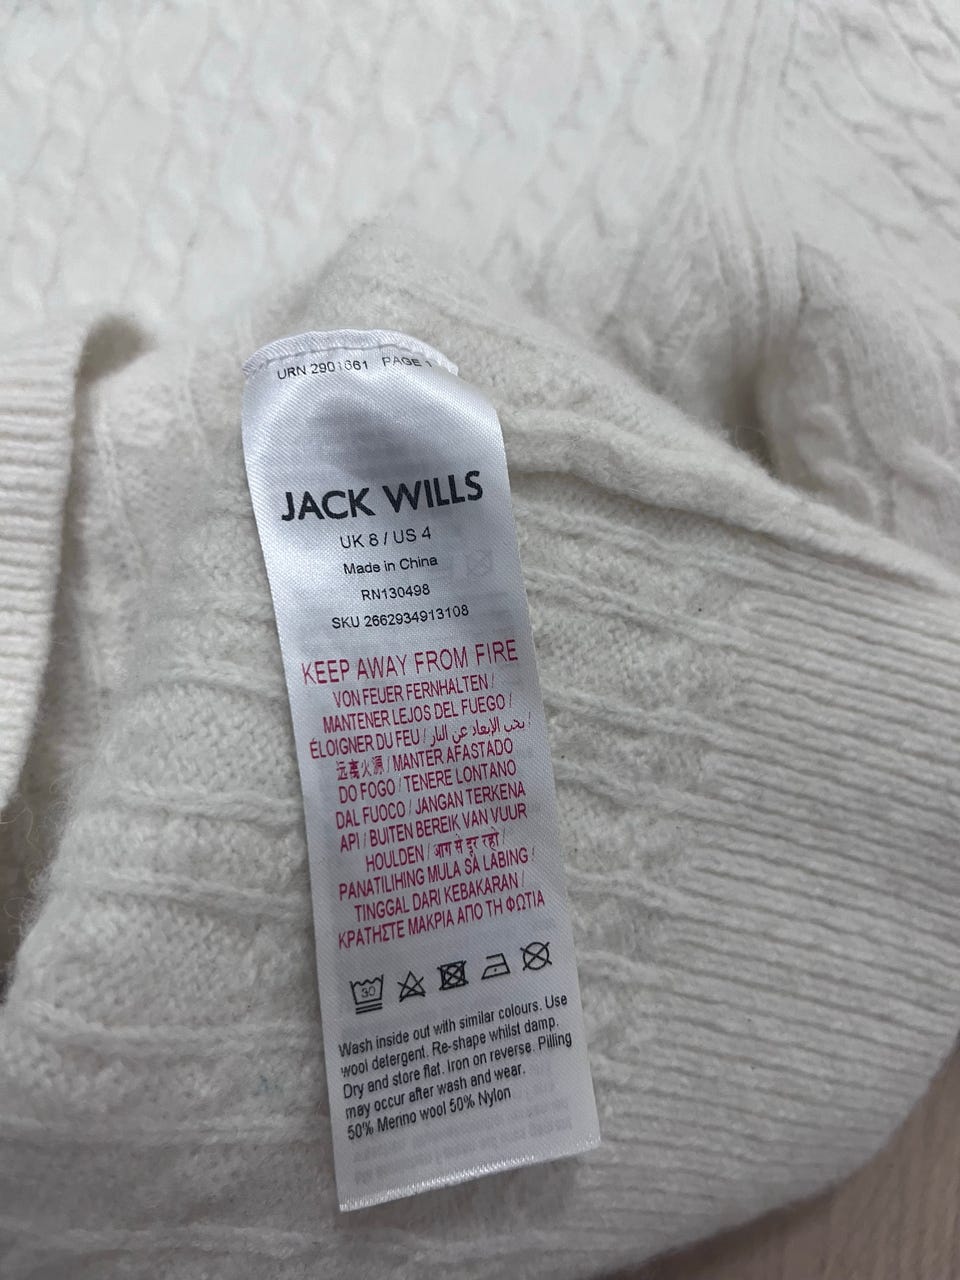 URN 2901661 PAGE 1
JACK WILLS
UK 8 / US 4
Made in China
RN130498
SKU 2662934913108
KEEP AWAY FROM FIRE
VON FEUER FERNHALTEN /
MANTENER LEJOS DEL FUEGO /
ÉLOIGNER DU FEU / يجب الإبعاد عن النار /
远离火源 / MANTER AFASTADO
DO FOGO / TENERE LONTANO
DAL FUOCO / JANGAN TERKENA
API / BUITEN BEREIK VAN VUUR
HOULDEN / आग से दूर रहो /
PANATILIHING MULA SA LABING /
TINGGAL DARI KEBAKARAN /
ΚΡΑΤΗΣΤΕ ΜΑΚΡΙΑ ΑΠΟ ΤΗ ΦΩΤΙΑ
30
Wash inside out with similar colours. Use
wool detergent. Re-shape whilst damp.
Dry and store flat. Iron on reverse. Pilling
may occur after wash and wear.
50% Merino wool 50% Nylon